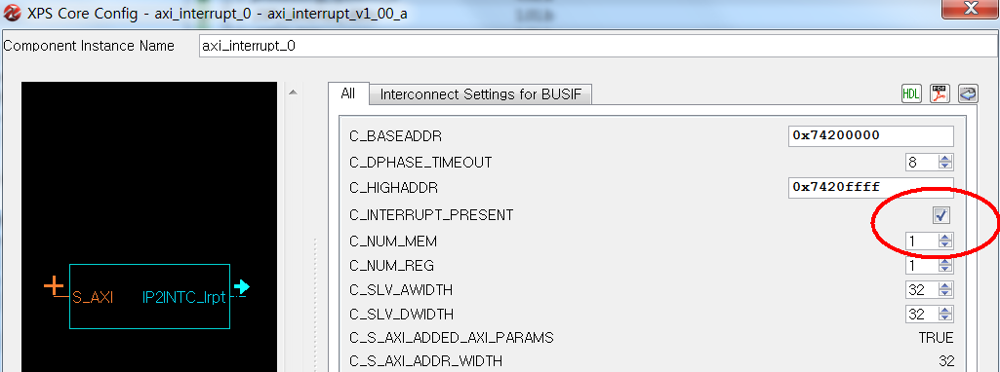 XPS Core Config - axi_interrupt_0 - axi_interrupt_v1_00_a
Component Instance Name axi_interrupt_0
All Interconnect Settings for BUSIF HDL PDF
C_BASEADDR 0x74200000
C_DPHASE_TIMEOUT 8
C_HIGHADDR 0x7420ffff
C_INTERRUPT_PRESENT
C_NUM_MEM 1
C_NUM_REG 1
S_AXI IP2INTC_Irpt
C_SLV_AWIDTH 32
C_SLV_DWIDTH 32
C_S_AXI_ADDED_AXI_PARAMS TRUE
C_S_AXI_ADDR_WIDTH 32